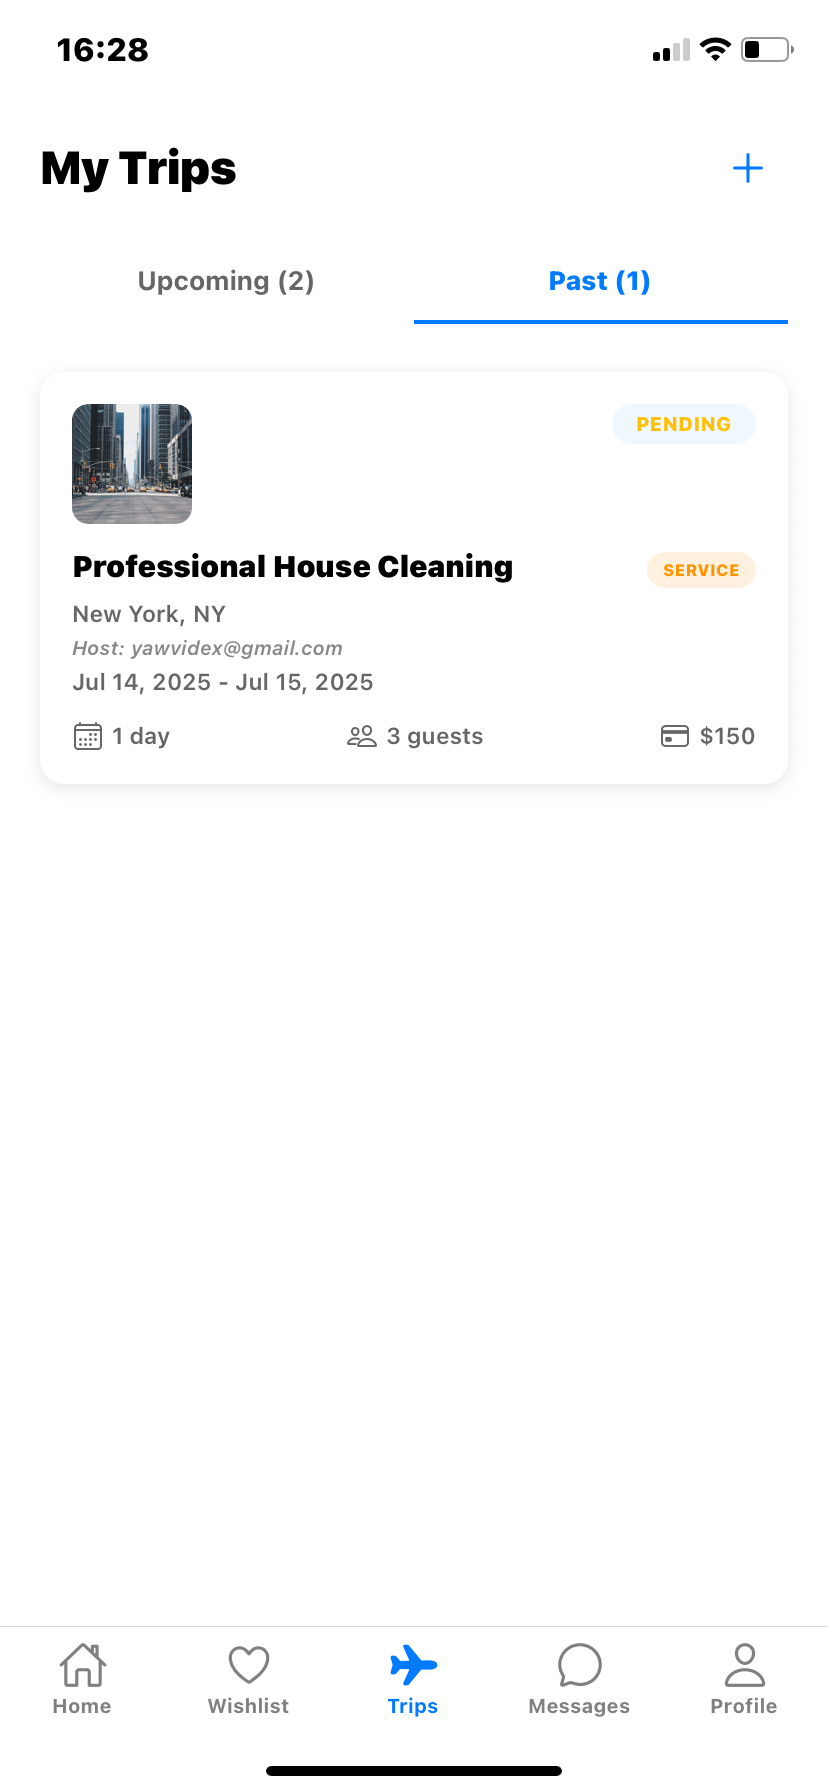 16:28
My Trips
Upcoming (2)
Past (1)
PENDING
Professional House Cleaning
SERVICE
New York, NY
Host: yawvidex@gmail.com
Jul 14, 2025 - Jul 15, 2025
1 day
3 guests
$150
Home
Wishlist
Trips
Messages
Profile